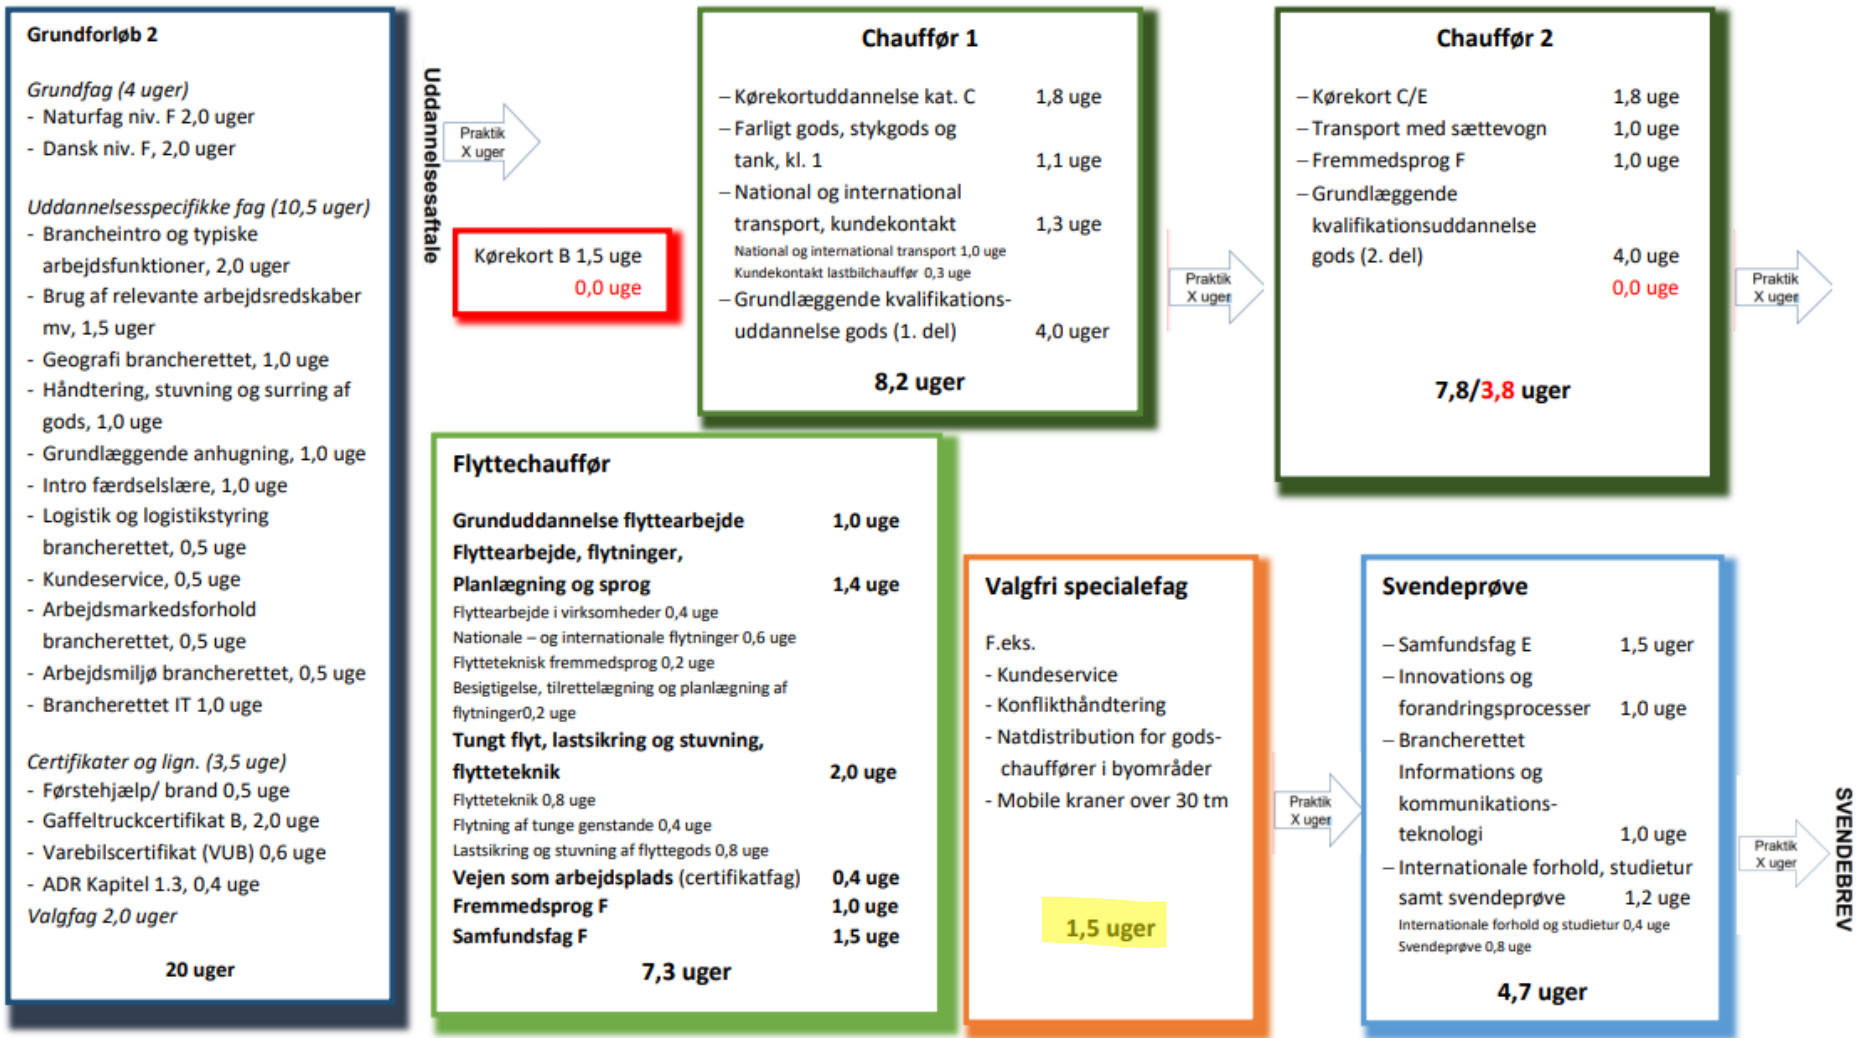 Grundforløb 2
Grundfag (4 uger)
- Naturfag niv. F 2,0 uger
- Dansk niv. F, 2,0 uger
Uddannelsesspecifikke fag (10,5 uger)
- Brancheintro og typiske
arbejdsfunktioner, 2,0 uger
- Brug af relevante arbejdsredskaber
mv, 1,5 uger
- Geografi brancherettet, 1,0 uge
- Håndtering, stuvning og surring af
gods, 1,0 uge
- Grundlæggende anhugning, 1,0 uge
- Intro færdselslære, 1,0 uge
- Logistik og logistikstyring
brancherettet, 0,5 uge
- Kundeservice, 0,5 uge
- Arbejdsmarkedsforhold
brancherettet, 0,5 uge
- Arbejdsmiljø brancherettet, 0,5 uge
- Brancherettet IT 1,0 uge
Certifikater og lign. (3,5 uge)
- Førstehjælp/ brand 0,5 uge
- Gaffeltruckcertifikat B, 2,0 uge
- Varebilscertifikat (VUB) 0,6 uge
- ADR Kapitel 1.3, 0,4 uge
Valgfag 2,0 uger
20 uger
Uddannelsesaftale
Praktik
X uger
Kørekort B 1,5 uge
0,0 uge
Chauffør 1
– Kørekortuddannelse kat. C 1,8 uge
– Farligt gods, stykgods og
tank, kl. 1 1,1 uge
– National og international
transport, kundekontakt 1,3 uge
National og international transport 1,0 uge
Kundekontakt lastbilchauffør 0,3 uge
– Grundlæggende kvalifikations-
uddannelse gods (1. del) 4,0 uger
8,2 uger
Praktik
X uger
Chauffør 2
– Kørekort C/E 1,8 uge
– Transport med sættevogn 1,0 uge
– Fremmedsprog F 1,0 uge
– Grundlæggende
kvalifikationsuddannelse
gods (2. del) 4,0 uge
0,0 uge
7,8/3,8 uger
Praktik
X uger
Flyttechauffør
Grunduddannelse flyttearbejde 1,0 uge
Flyttearbejde, flytninger,
Planlægning og sprog 1,4 uge
Flyttearbejde i virksomheder 0,4 uge
Nationale – og internationale flytninger 0,6 uge
Flytteteknisk fremmedsprog 0,2 uge
Besigtigelse, tilrettelægning og planlægning af
flytninger0,2 uge
Tungt flyt, lastsikring og stuvning,
flytteteknik 2,0 uge
Flytteteknik 0,8 uge
Flytning af tunge genstande 0,4 uge
Lastsikring og stuvning af flyttegods 0,8 uge
Vejen som arbejdsplads (certifikatfag) 0,4 uge
Fremmedsprog F 1,0 uge
Samfundsfag F 1,5 uge
7,3 uger
Valgfri specialefag
F.eks.
- Kundeservice
- Konflikthåndtering
- Natdistribution for gods-
chauffører i byområder
- Mobile kraner over 30 tm
1,5 uger
Praktik
X uger
Svendeprøve
– Samfundsfag E 1,5 uger
– Innovations og
forandringsprocesser 1,0 uge
– Brancherettet
Informations og
kommunikations-
teknologi 1,0 uge
– Internationale forhold, studietur
samt svendeprøve 1,2 uge
Internationale forhold og studietur 0,4 uge
Svendeprøve 0,8 uge
4,7 uger
Praktik
X uger
SVENDEBREV